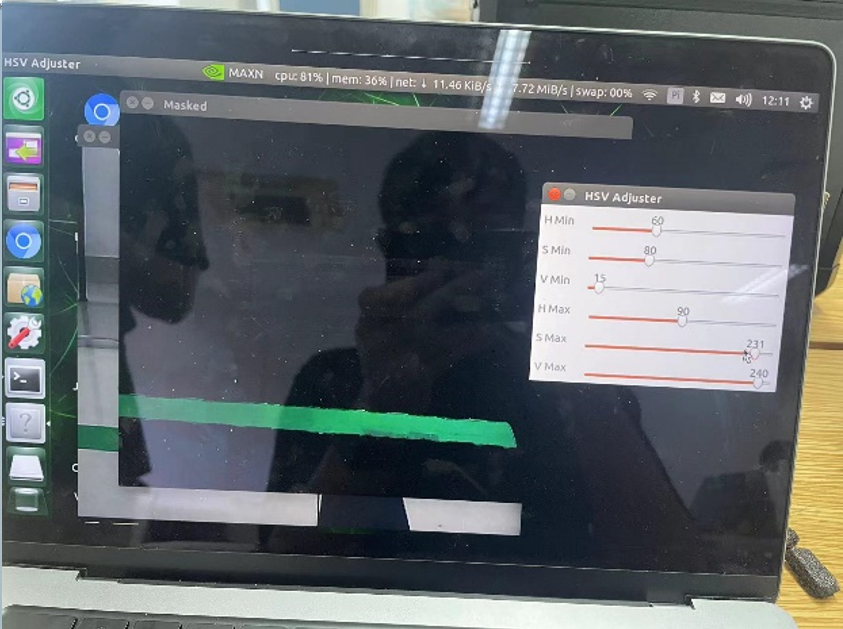 HSV Adjuster
MAXN cpu: 81% | mem: 36% | net: ↓ 11.46 KiB/s 7.72 MiB/s | swap: 00% Pi 12:11
Masked
HSV Adjuster
H Min 60
S Min 80
V Min 15
H Max 90
S Max 231
V Max 240